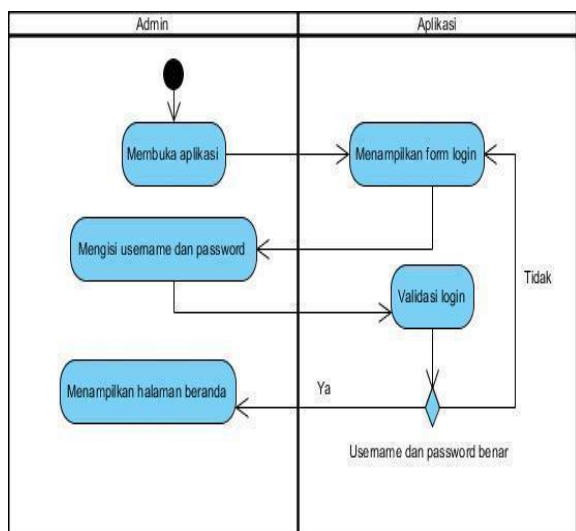 Admin
Aplikasi
Membuka aplikasi
Menampilkan form login
Mengisi username dan password
Validasi login
Tidak
Menampilkan halaman beranda
Ya
Username dan password benar